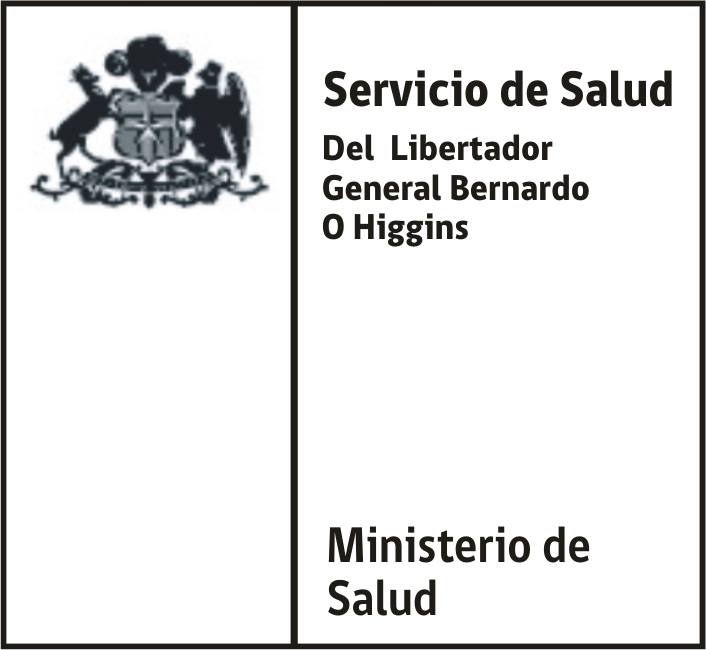 Servicio de Salud
Del Libertador
General Bernardo
O Higgins
Ministerio de
Salud